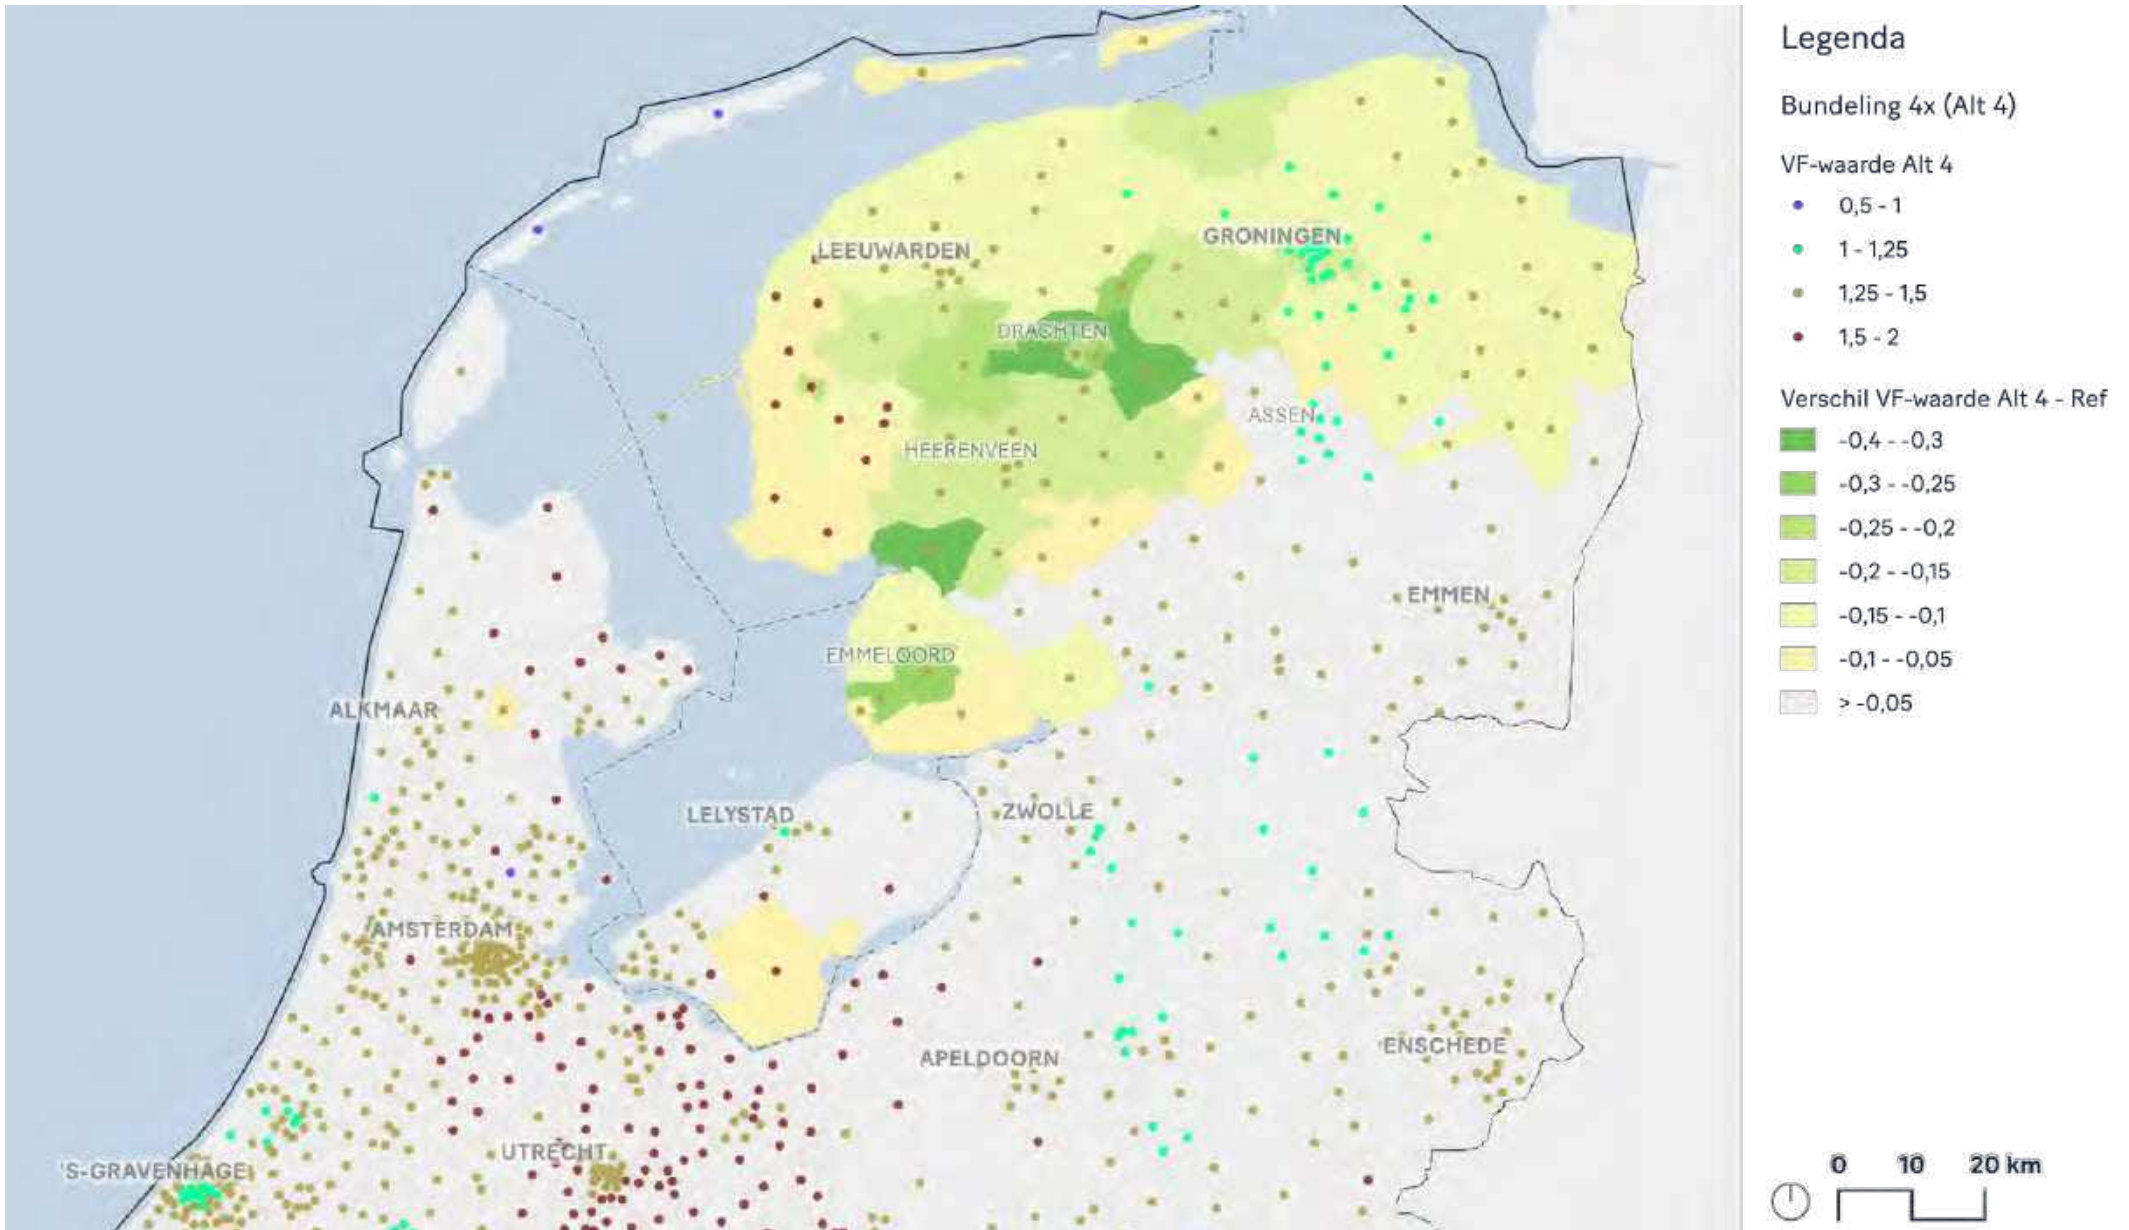 Legenda
Bundeling 4x (Alt 4)
VF-waarde Alt 4
0,5 - 1
1 - 1,25
1,25 - 1,5
1,5 - 2
Verschil VF-waarde Alt 4 - Ref
-0,4 - -0,3
-0,3 - -0,25
-0,25 - -0,2
-0,2 - -0,15
-0,15 - -0,1
-0,1 - -0,05
> -0,05
0 10 20 km
GRONINGEN
LEEUWARDEN
DRACHTEN
ASSEN
HEERENVEEN
EMMEN
EMMELOORD
ALKMAAR
LELYSTAD
ZWOLLE
AMSTERDAM
ENSCHEDE
APELDOORN
UTRECHT
'S-GRAVENHAGE